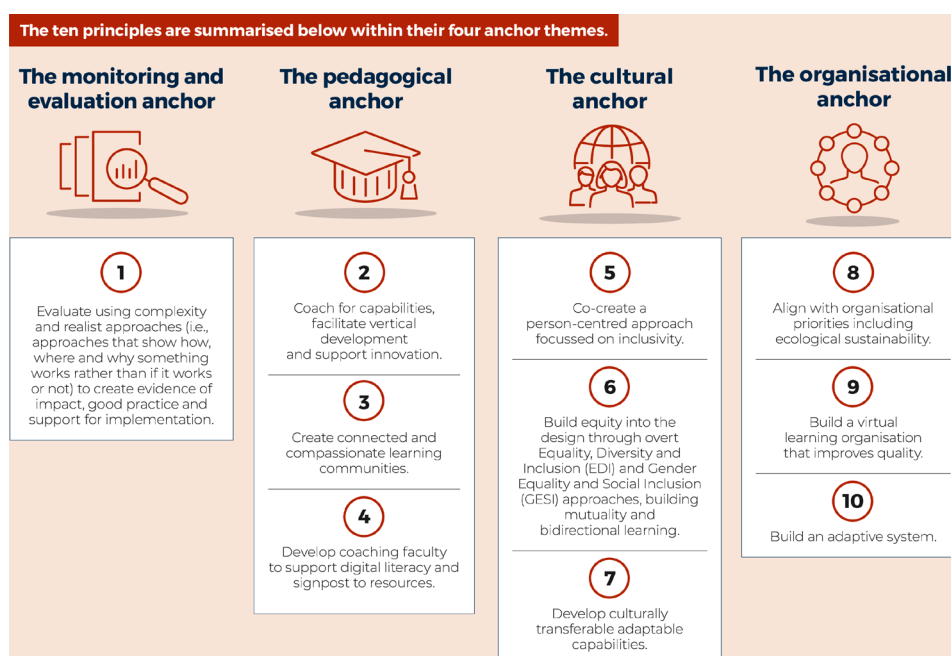 The ten principles are summarised below within their four anchor themes.
The monitoring and
evaluation anchor
1
Evaluate using complexity
and realist approaches (i.e.,
approaches that show how,
where and why something
works rather than if it works
or not) to create evidence of
impact, good practice and
support for implementation.
The pedagogical
anchor
2
Coach for capabilities,
facilitate vertical
development
and support innovation.
3
Create connected and
compassionate learning
communities.
4
Develop coaching faculty
to support digital literacy and
signpost to resources.
The cultural
anchor
5
Co-create a
person-centred approach
focussed on inclusivity.
6
Build equity into the
design through overt
Equality, Diversity and
Inclusion (EDI) and Gender
Equality and Social Inclusion
(GESI) approaches, building
mutuality and
bidirectional learning.
7
Develop culturally
transferable adaptable
capabilities.
The organisational
anchor
8
Align with organisational
priorities including
ecological sustainability.
9
Build a virtual
learning organisation
that improves quality.
10
Build an adaptive system.